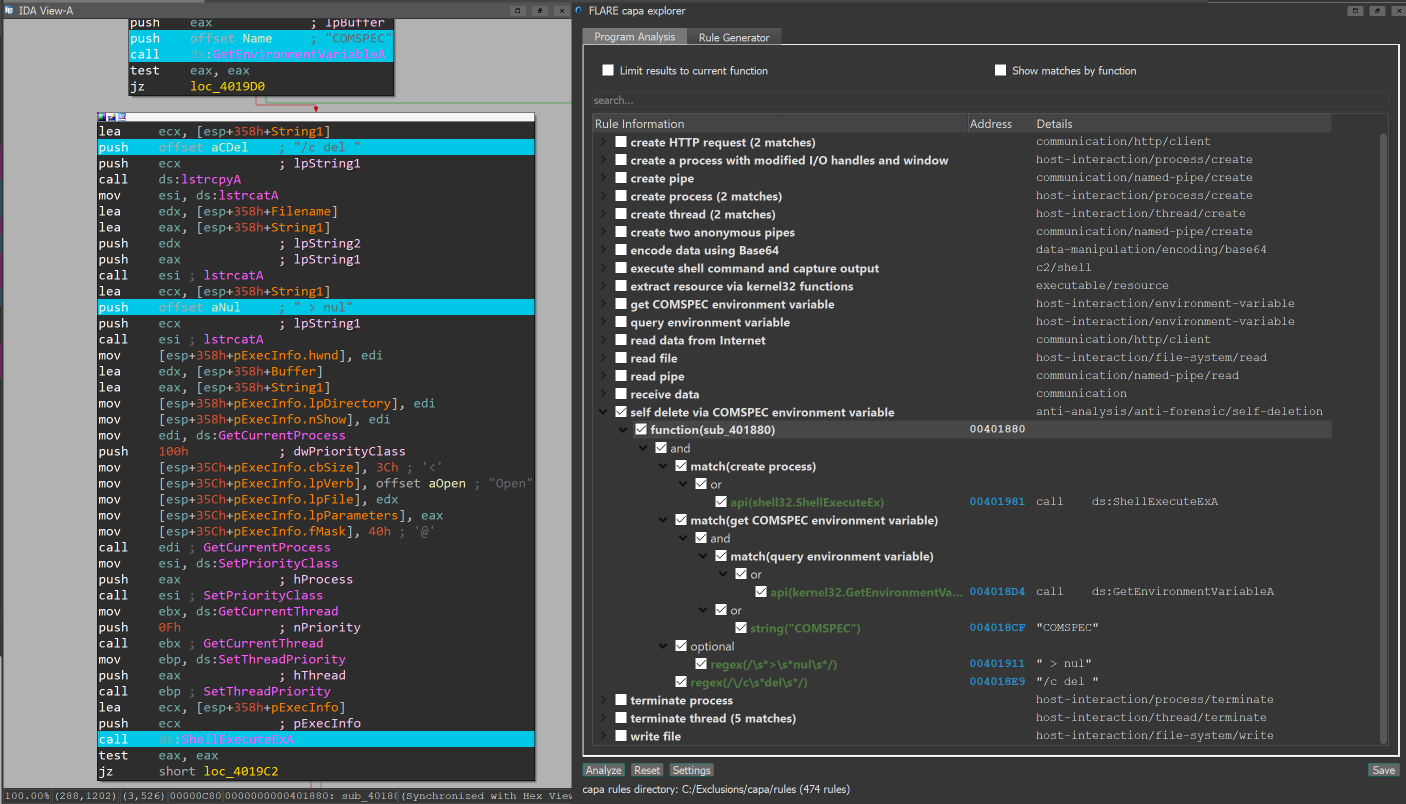 IDA View-A
push eax ; lpBuffer
push offset Name ; "COMSPEC"
call ds:GetEnvironmentVariableA
test eax, eax
jz loc_4019D0
lea ecx, [esp+358h+String1]
push offset aCDel ; "/c del "
push ecx ; lpString1
call ds:lstrcpyA
mov esi, ds:lstrcatA
lea edx, [esp+358h+Filename]
lea eax, [esp+358h+String1]
push edx ; lpString2
push eax ; lpString1
call esi ; lstrcatA
lea ecx, [esp+358h+String1]
push offset aNul ; " > nul"
push ecx ; lpString1
call esi ; lstrcatA
mov [esp+358h+pExecInfo.hwnd], edi
lea edx, [esp+358h+Buffer]
lea eax, [esp+358h+String1]
mov [esp+358h+pExecInfo.lpDirectory], edi
mov [esp+358h+pExecInfo.nShow], edi
mov edi, ds:GetCurrentProcess
push 100h ; dwPriorityClass
mov [esp+35Ch+pExecInfo.cbSize], 3Ch ; '<'
mov [esp+35Ch+pExecInfo.lpVerb], offset aOpen ; "Open"
mov [esp+35Ch+pExecInfo.lpFile], edx
mov [esp+35Ch+pExecInfo.lpParameters], eax
mov [esp+35Ch+pExecInfo.fMask], 40h ; '@'
call edi ; GetCurrentProcess
mov esi, ds:SetPriorityClass
push eax ; hProcess
call esi ; SetPriorityClass
mov ebx, ds:GetCurrentThread
push 0Fh ; nPriority
call ebx ; GetCurrentThread
mov ebp, ds:SetThreadPriority
push eax ; hThread
call ebp ; SetThreadPriority
lea ecx, [esp+358h+pExecInfo]
push ecx ; pExecInfo
call ds:ShellExecuteExA
test eax, eax
jz short loc_4019C2
100.00% (288,1202) (3,526) 00000C80 0000000000401880: sub_40188 (Synchronized with Hex View
FLARE capa explorer
Program Analysis Rule Generator
Limit results to current function Show matches by function
search...
Rule Information Address Details
create HTTP request (2 matches) communication/http/client
create a process with modified I/O handles and window host-interaction/process/create
create pipe communication/named-pipe/create
create process (2 matches) host-interaction/process/create
create thread (2 matches) host-interaction/thread/create
create two anonymous pipes communication/named-pipe/create
encode data using Base64 data-manipulation/encoding/base64
execute shell command and capture output c2/shell
extract resource via kernel32 functions executable/resource
get COMSPEC environment variable host-interaction/environment-variable
query environment variable host-interaction/environment-variable
read data from Internet communication/http/client
read file host-interaction/file-system/read
read pipe communication/named-pipe/read
receive data communication
self delete via COMSPEC environment variable anti-analysis/anti-forensic/self-deletion
function(sub_401880) 00401880
and
match(create process)
or
api(shell32.ShellExecuteEx) 00401981 call ds:ShellExecuteExA
match(get COMSPEC environment variable)
and
match(query environment variable)
or
api(kernel32.GetEnvironmentVa... 004018D4 call ds:GetEnvironmentVariableA
or
string("COMSPEC") 004018CF "COMSPEC"
optional
regex(/\s*>\s*nul\s*/) 00401911 " > nul"
regex(/\/c\s*del\s*/) 004018E9 "/c del "
terminate process host-interaction/process/terminate
terminate thread (5 matches) host-interaction/thread/terminate
write file host-interaction/file-system/write
Analyze Reset Settings Save
capa rules directory: C:/Exclusions/capa/rules (474 rules)